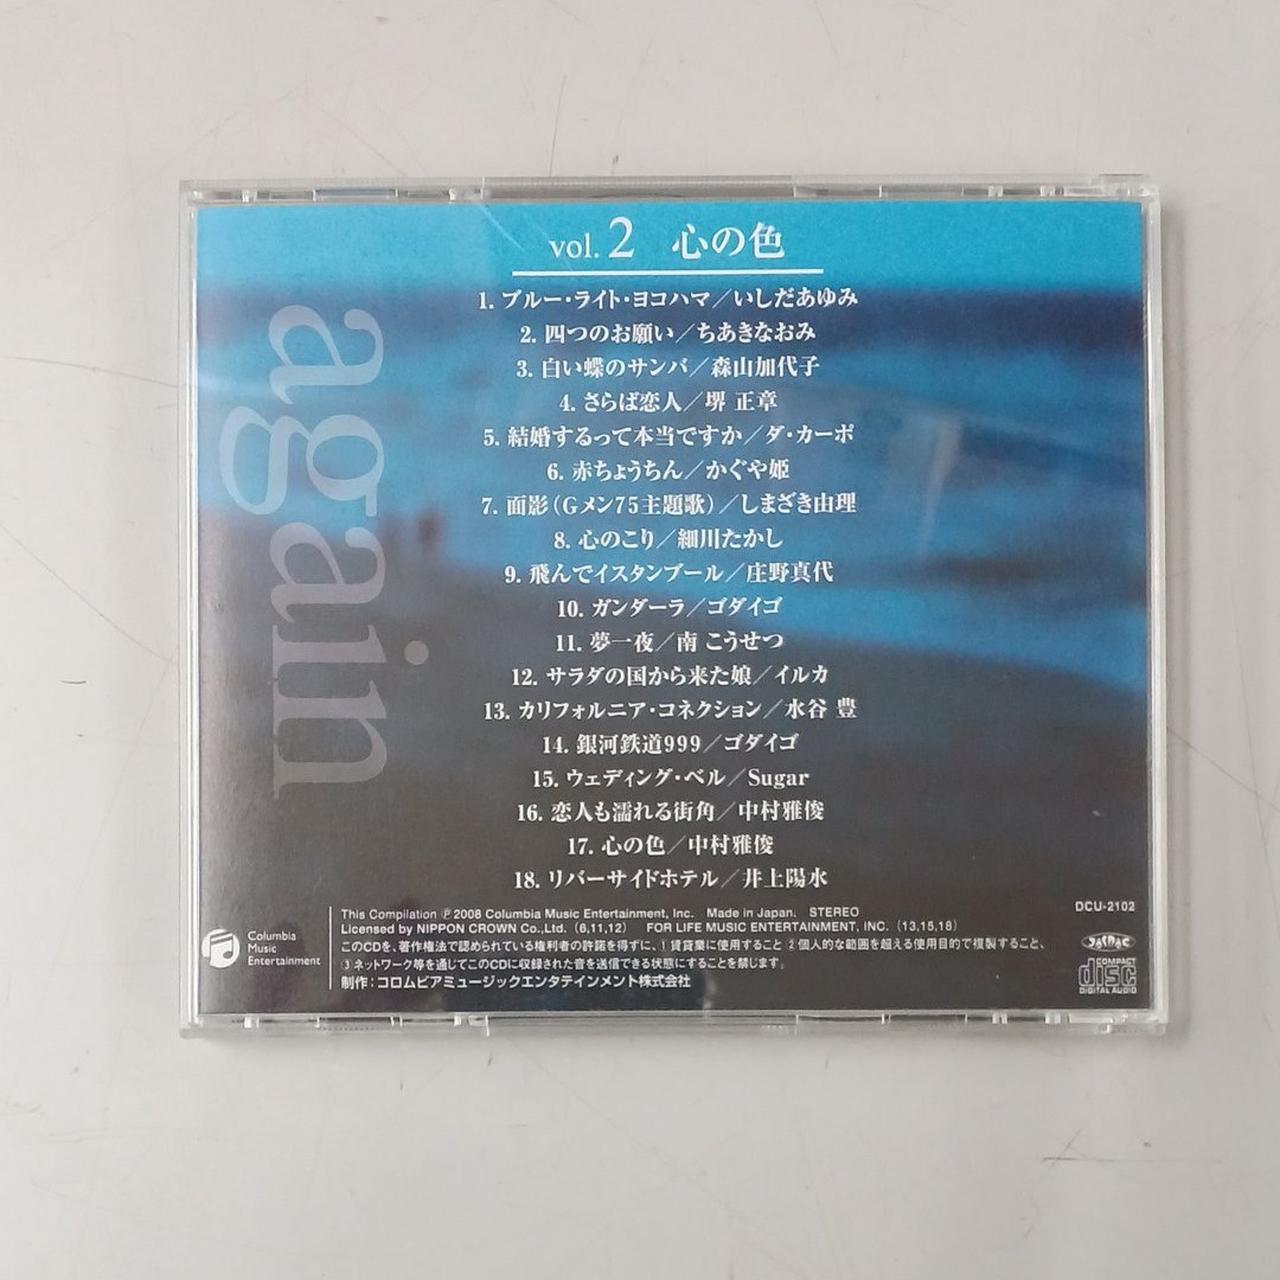 vol. 2 心の色
again
1. ブルー・ライト・ヨコハマ／いしだあゆみ
2. 四つのお願い／ちあきなおみ
3. 白い蝶のサンバ／森山加代子
4. さらば恋人／堺 正章
5. 結婚するって本当ですか／ダ・カーポ
6. 赤ちょうちん／かぐや姫
7. 面影（Gメン75主題歌）／しまざき由理
8. 心のこり／細川たかし
9. 飛んでイスタンブール／庄野真代
10. ガンダーラ／ゴダイゴ
11. 夢一夜／南 こうせつ
12. サラダの国から来た娘／イルカ
13. カリフォルニア・コネクション／水谷 豊
14. 銀河鉄道999／ゴダイゴ
15. ウェディング・ベル／Sugar
16. 恋人も濡れる街角／中村雅俊
17. 心の色／中村雅俊
18. リバーサイドホテル／井上陽水
Columbia
Music
Entertainment
This Compilation ℗2008 Columbia Music Entertainment, Inc. Made in Japan. STEREO
Licensed by NIPPON CROWN Co.,Ltd. (6,11,12) FOR LIFE MUSIC ENTERTAINMENT, INC. (13,15,18)
このCDを、著作権法で認められている権利者の許諾を得ずに、①賃貸業に使用すること ②個人的な範囲を超える使用目的で複製すること、
③ネットワーク等を通じてこのCDに収録された音を送信できる状態にすることを禁じます。
制作：コロムビアミュージックエンタテインメント株式会社
DCU-2102
JASRAC
COMPACT
disc
DIGITAL AUDIO